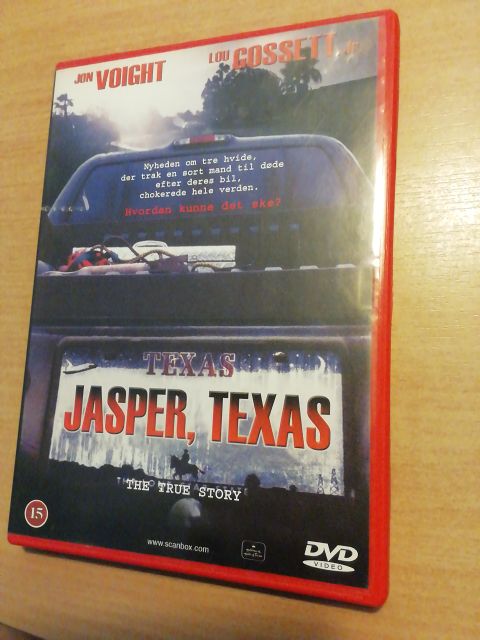 JON VOIGHT
LOU GOSSETT Jr.
Nyheden om tre hvide,
der trak en sort mand til døde
efter deres bil,
chokerede hele verden.
Hvordan kunne det ske?
TEXAS
JASPER, TEXAS
THE TRUE STORY
15
www.scanbox.com
DVD
VIDEO